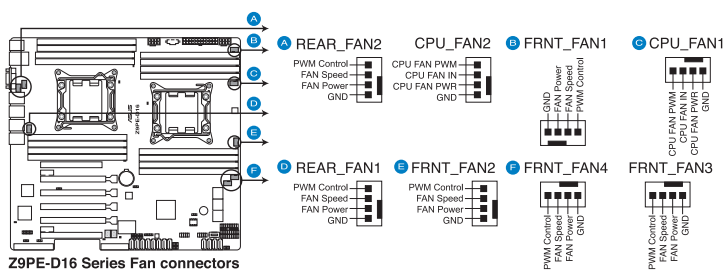 A
B
C
D
E
F
ASUS
Z9PE-D16
Z9PE-D16 Series Fan connectors
A REAR_FAN2
PWM Control
FAN Speed
FAN Power
GND
CPU_FAN2
CPU FAN PWM
CPU FAN IN
CPU FAN PWR
GND
B FRNT_FAN1
GND
FAN Power
FAN Speed
PWM Control
C CPU_FAN1
CPU FAN PWM
CPU FAN IN
CPU FAN PWR
GND
D REAR_FAN1
PWM Control
FAN Speed
FAN Power
GND
E FRNT_FAN2
PWM Control
FAN Speed
FAN Power
GND
F FRNT_FAN4
PWM Control
FAN Speed
FAN Power
GND
FRNT_FAN3
PWM Control
FAN Speed
FAN Power
GND